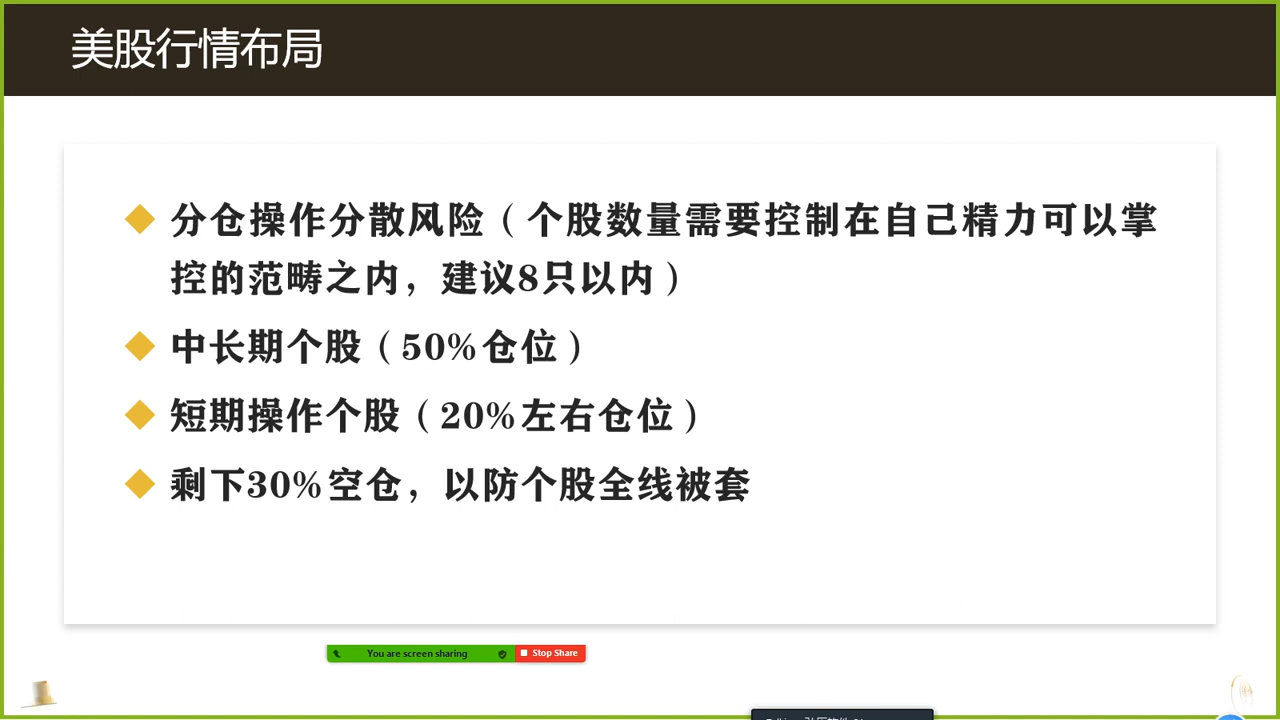 美股行情布局
分仓操作分散风险（个股数量需要控制在自己精力可以掌
控的范畴之内，建议8只以内）
中长期个股（50%仓位）
短期操作个股（20%左右仓位）
剩下30%空仓，以防个股全线被套
You are screen sharing
Stop Share